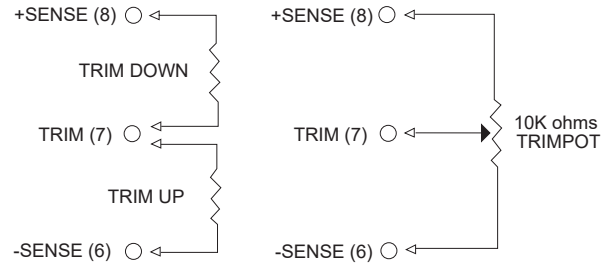 +SENSE (8)
TRIM DOWN
TRIM (7)
TRIM UP
-SENSE (6)
+SENSE (8)
TRIM (7)
10K ohms
TRIMPOT
-SENSE (6)